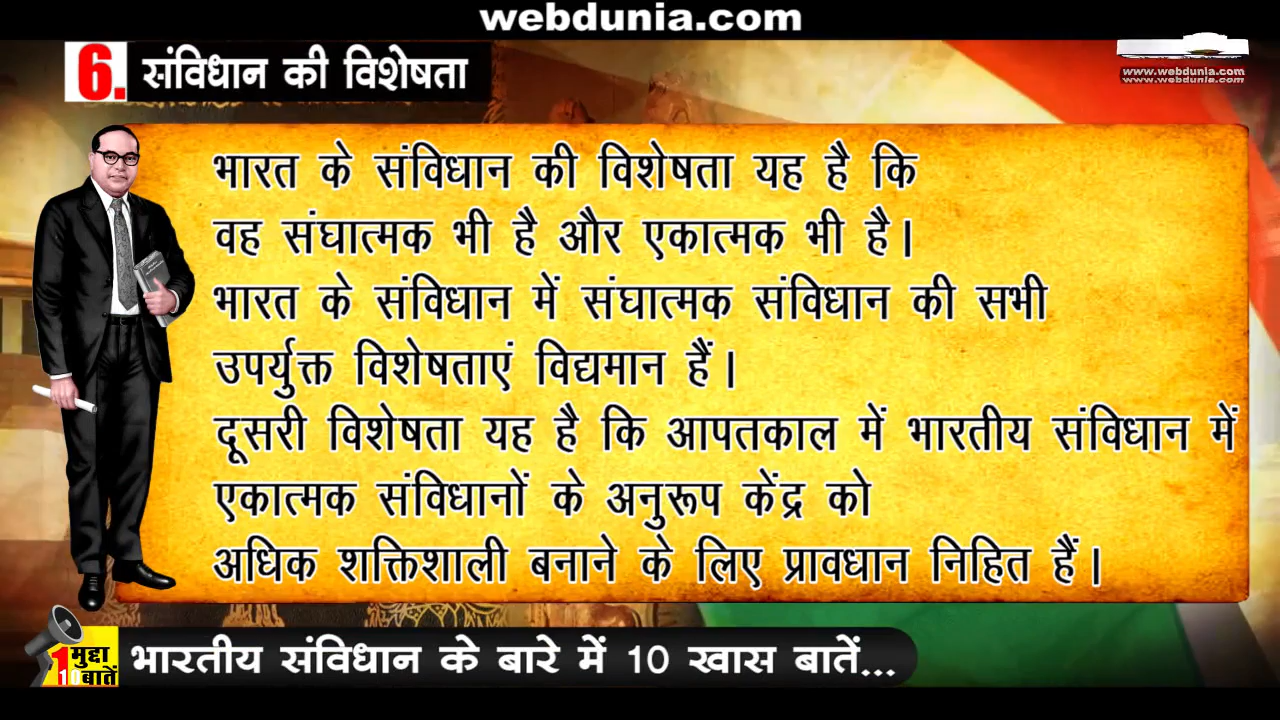 webdunia.com
6. संविधान की विशेषता
www.webdunia.com
भारत के संविधान की विशेषता यह है कि
वह संघात्मक भी है और एकात्मक भी है।
भारत के संविधान में संघात्मक संविधान की सभी
उपर्युक्त विशेषताएं विद्यमान हैं।
दूसरी विशेषता यह है कि आपतकाल में भारतीय संविधान में
एकात्मक संविधानों के अनुरूप केंद्र को
अधिक शक्तिशाली बनाने के लिए प्रावधान निहित हैं।
1 मुद्दा
10 बातें
भारतीय संविधान के बारे में 10 खास बातें...